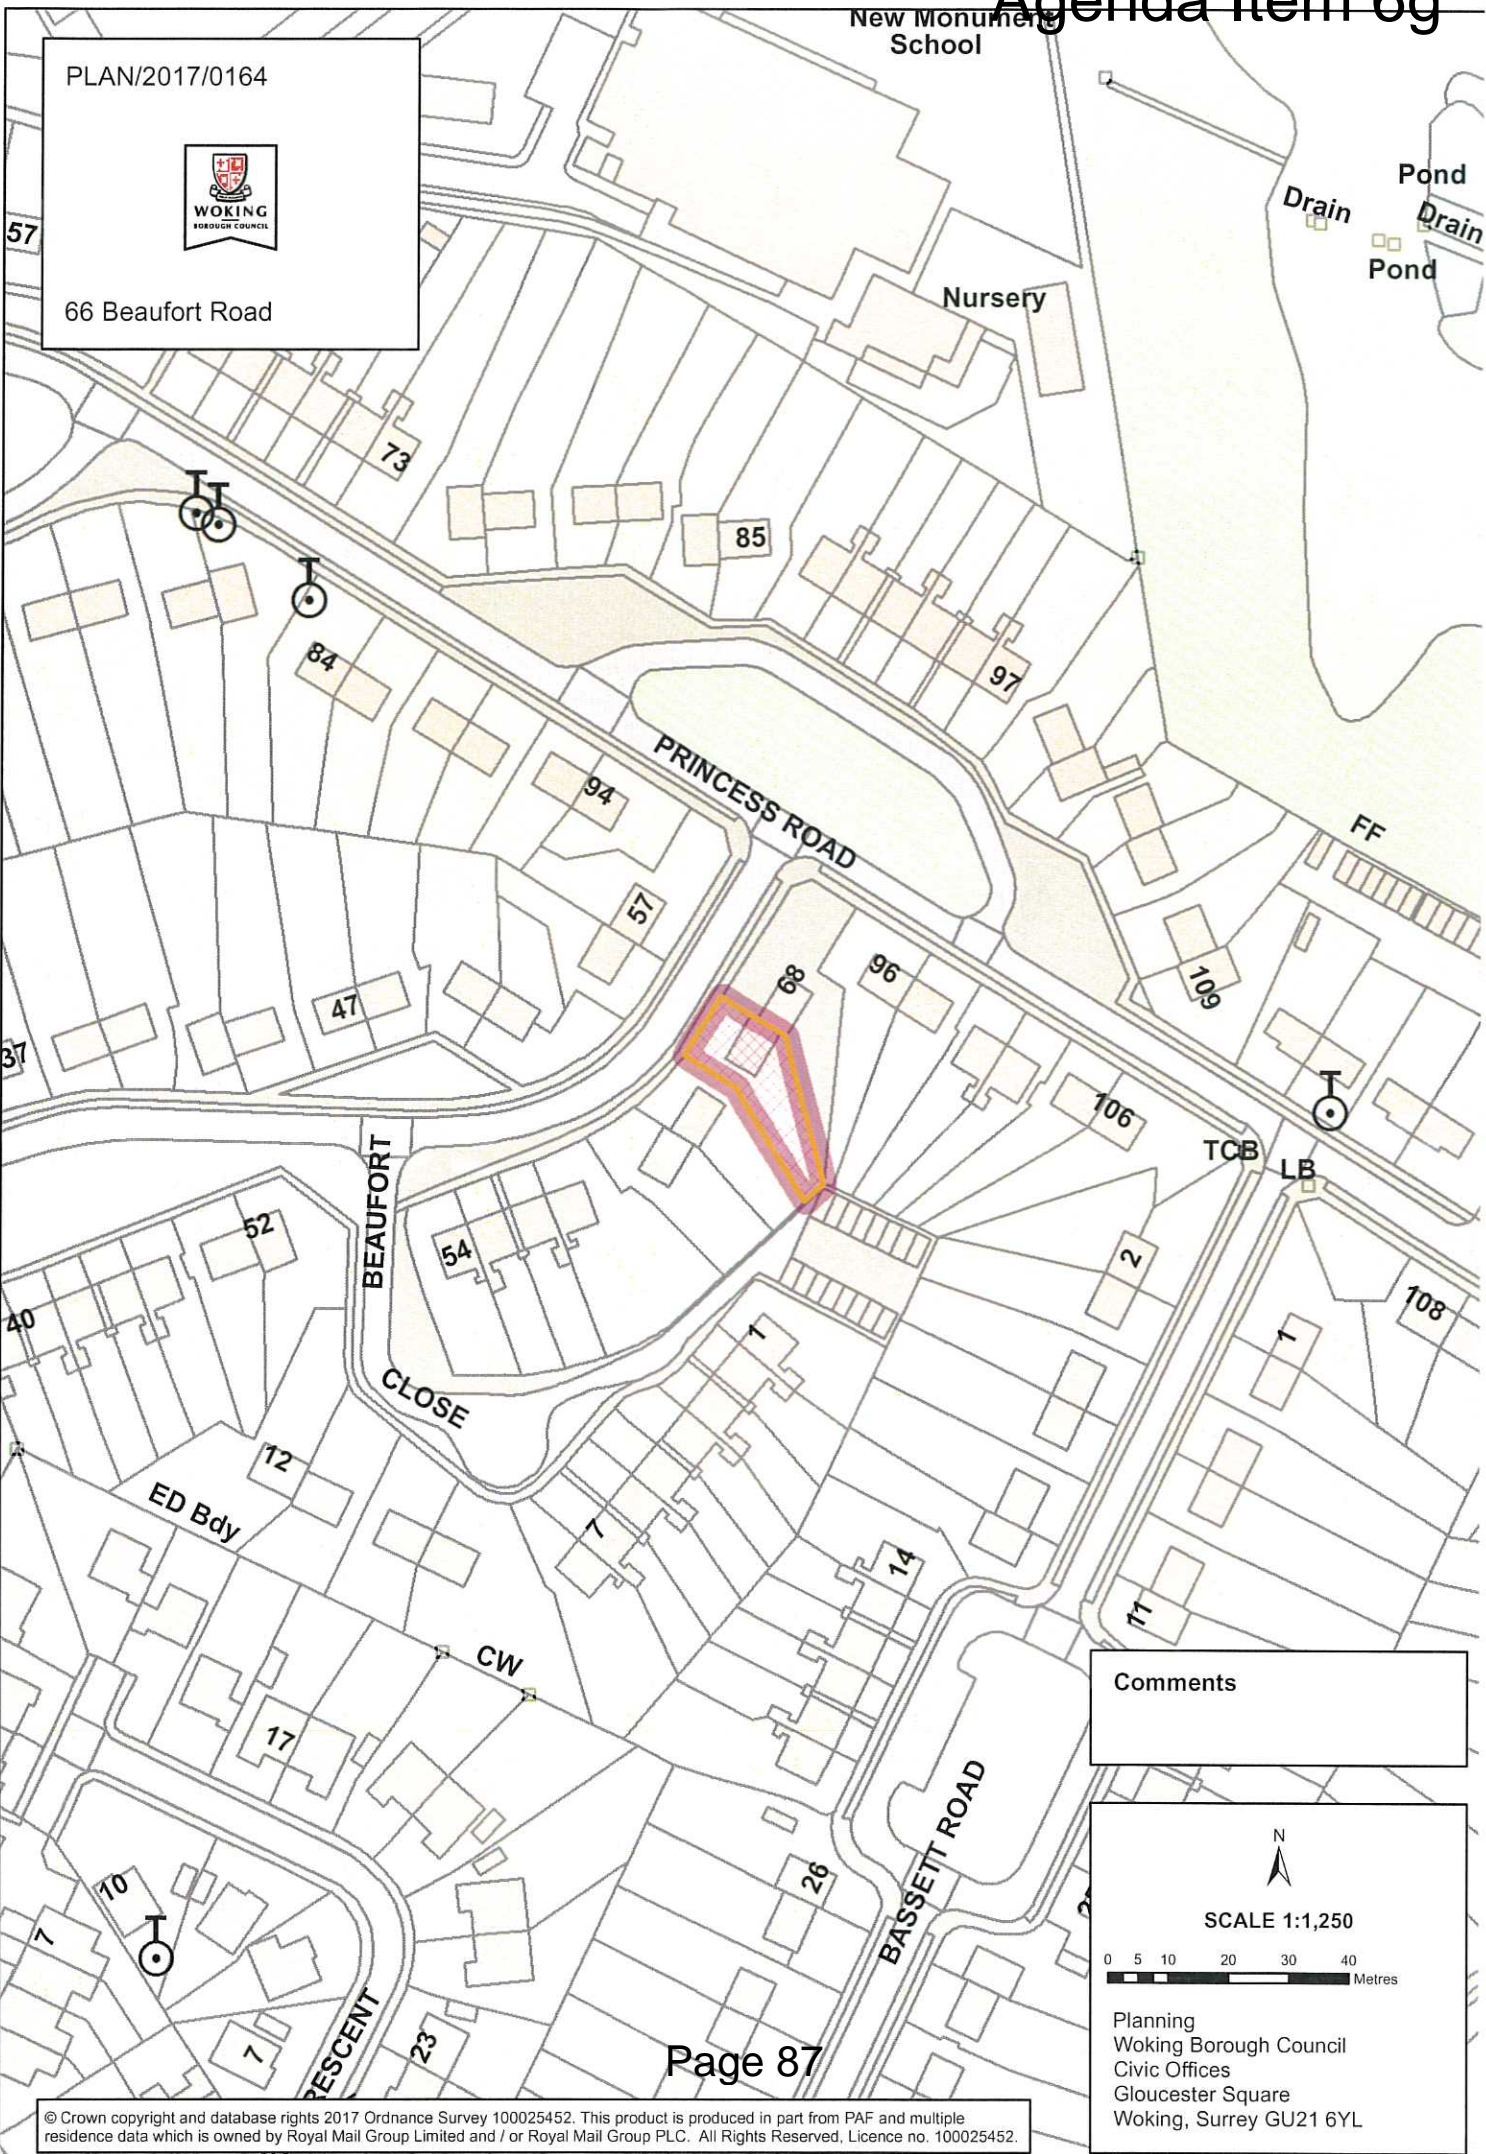 Agenda Item 6g
New Monument
School
PLAN/2017/0164
WOKING
BOROUGH COUNCIL
66 Beaufort Road
57
Pond
Drain
Drain
Pond
Nursery
73
85
84
97
94
PRINCESS ROAD
FF
57
68
96
109
47
37
106
TCB
LB
BEAUFORT
52
54
2
40
1
1
108
CLOSE
12
ED Bdy
7
14
11
CW
17
Comments
BASSETT ROAD
26
10
7
7
23
RESCENT
N
SCALE 1:1,250
0 5 10 20 30 40
Metres
Planning
Woking Borough Council
Civic Offices
Gloucester Square
Woking, Surrey GU21 6YL
Page 87
© Crown copyright and database rights 2017 Ordnance Survey 100025452. This product is produced in part from PAF and multiple
residence data which is owned by Royal Mail Group Limited and / or Royal Mail Group PLC. All Rights Reserved, Licence no. 100025452.